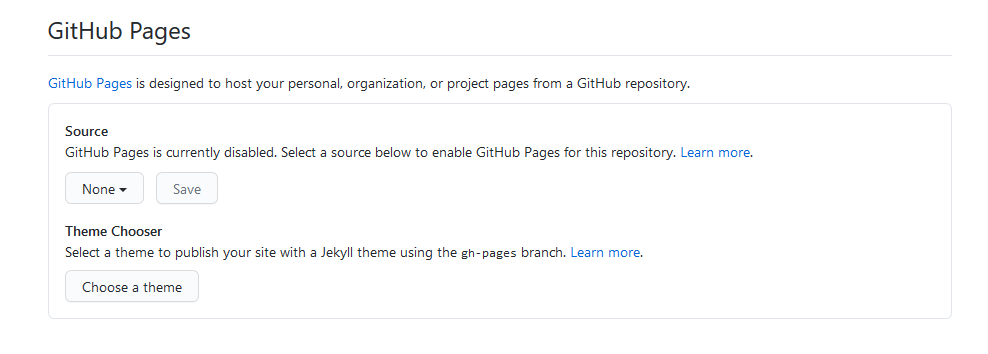 GitHub Pages
GitHub Pages is designed to host your personal, organization, or project pages from a GitHub repository.
Source
GitHub Pages is currently disabled. Select a source below to enable GitHub Pages for this repository. Learn more.
None Save
Theme Chooser
Select a theme to publish your site with a Jekyll theme using the gh-pages branch. Learn more.
Choose a theme